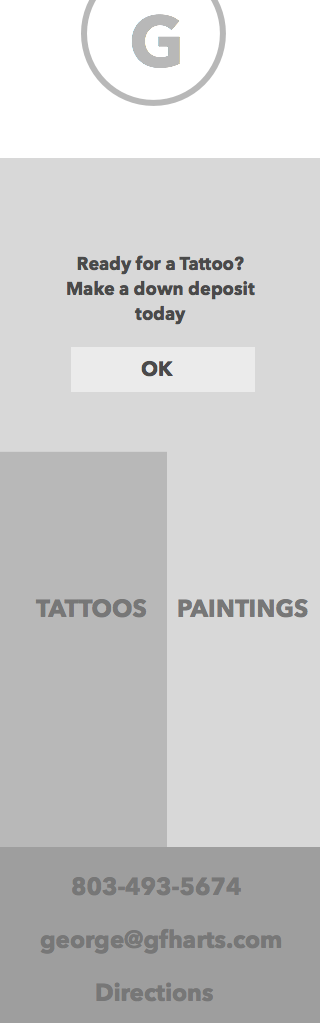 G
Ready for a Tattoo?
Make a down deposit
today
OK
TATTOOS
PAINTINGS
803-493-5674
george@gfharts.com
Directions